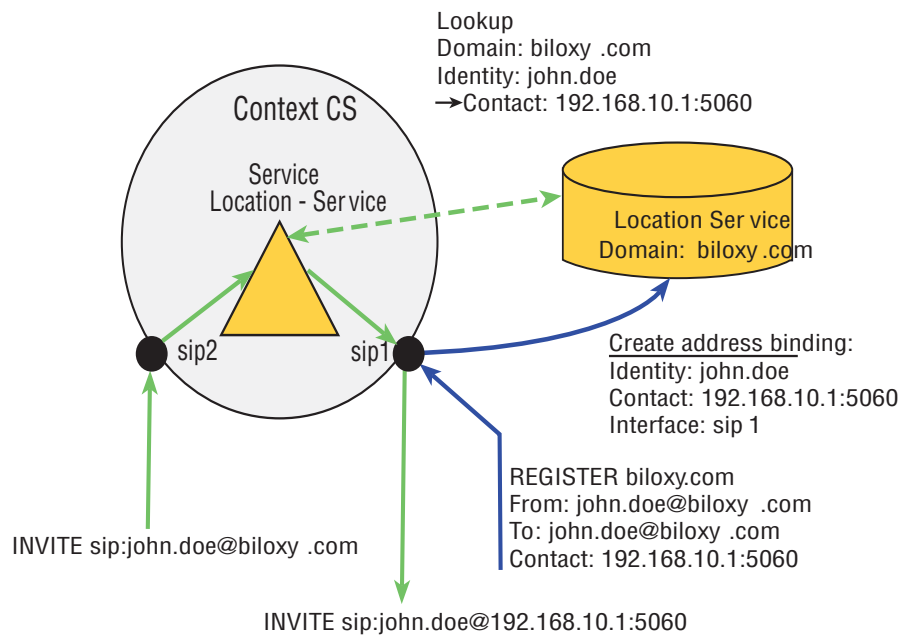 Lookup
Domain: biloxy .com
Identity: john.doe
→Contact: 192.168.10.1:5060
Context CS
Service
Location - Service
Location Ser vice
Domain: biloxy .com
sip2
sip1
Create address binding:
Identity: john.doe
Contact: 192.168.10.1:5060
Interface: sip 1
REGISTER biloxy.com
From: john.doe@biloxy .com
To: john.doe@biloxy .com
Contact: 192.168.10.1:5060
INVITE sip:john.doe@biloxy .com
INVITE sip:john.doe@192.168.10.1:5060